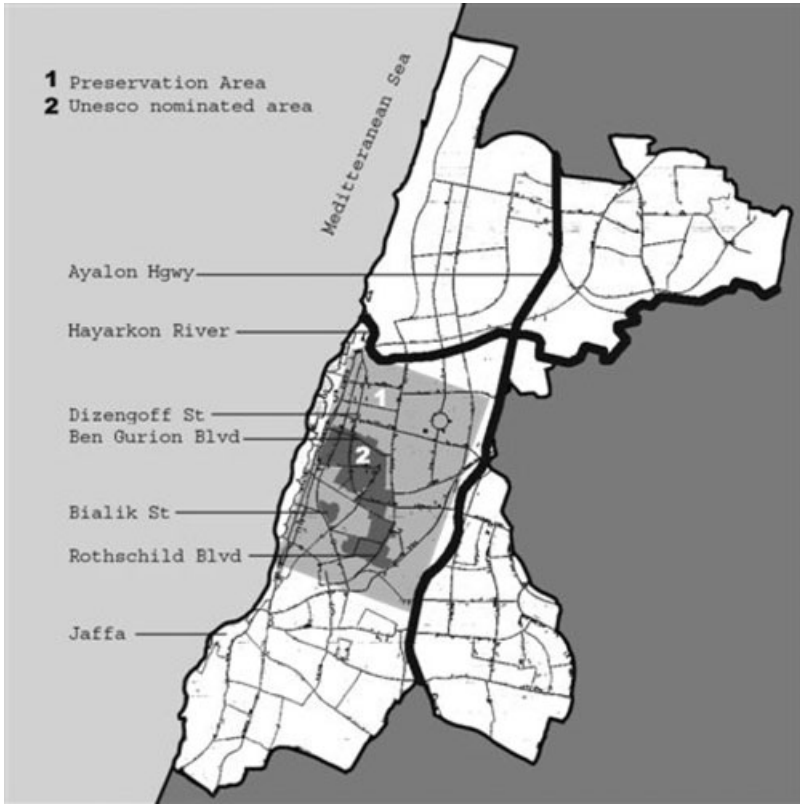 1 Preservation Area
2 Unesco nominated area
Meditteranean Sea
Ayalon Hgwy
Hayarkon River
Dizengoff St
1
Ben Gurion Blvd
2
Bialik St
Rothschild Blvd
Jaffa